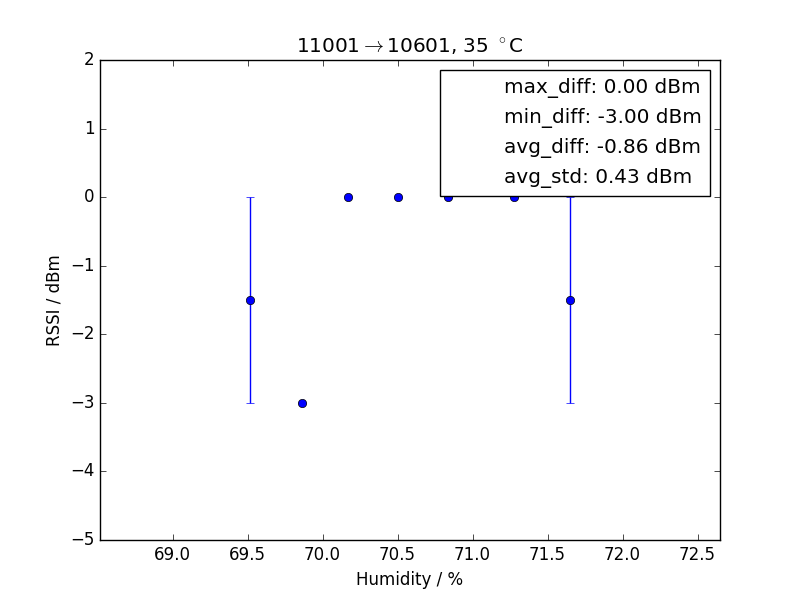 11001→10601, 35 °C
max_diff: 0.00 dBm
min_diff: -3.00 dBm
avg_diff: -0.86 dBm
avg_std: 0.43 dBm
RSSI / dBm
2
1
0
−1
−2
−3
−4
−5
69.0 69.5 70.0 70.5 71.0 71.5 72.0 72.5
Humidity / %